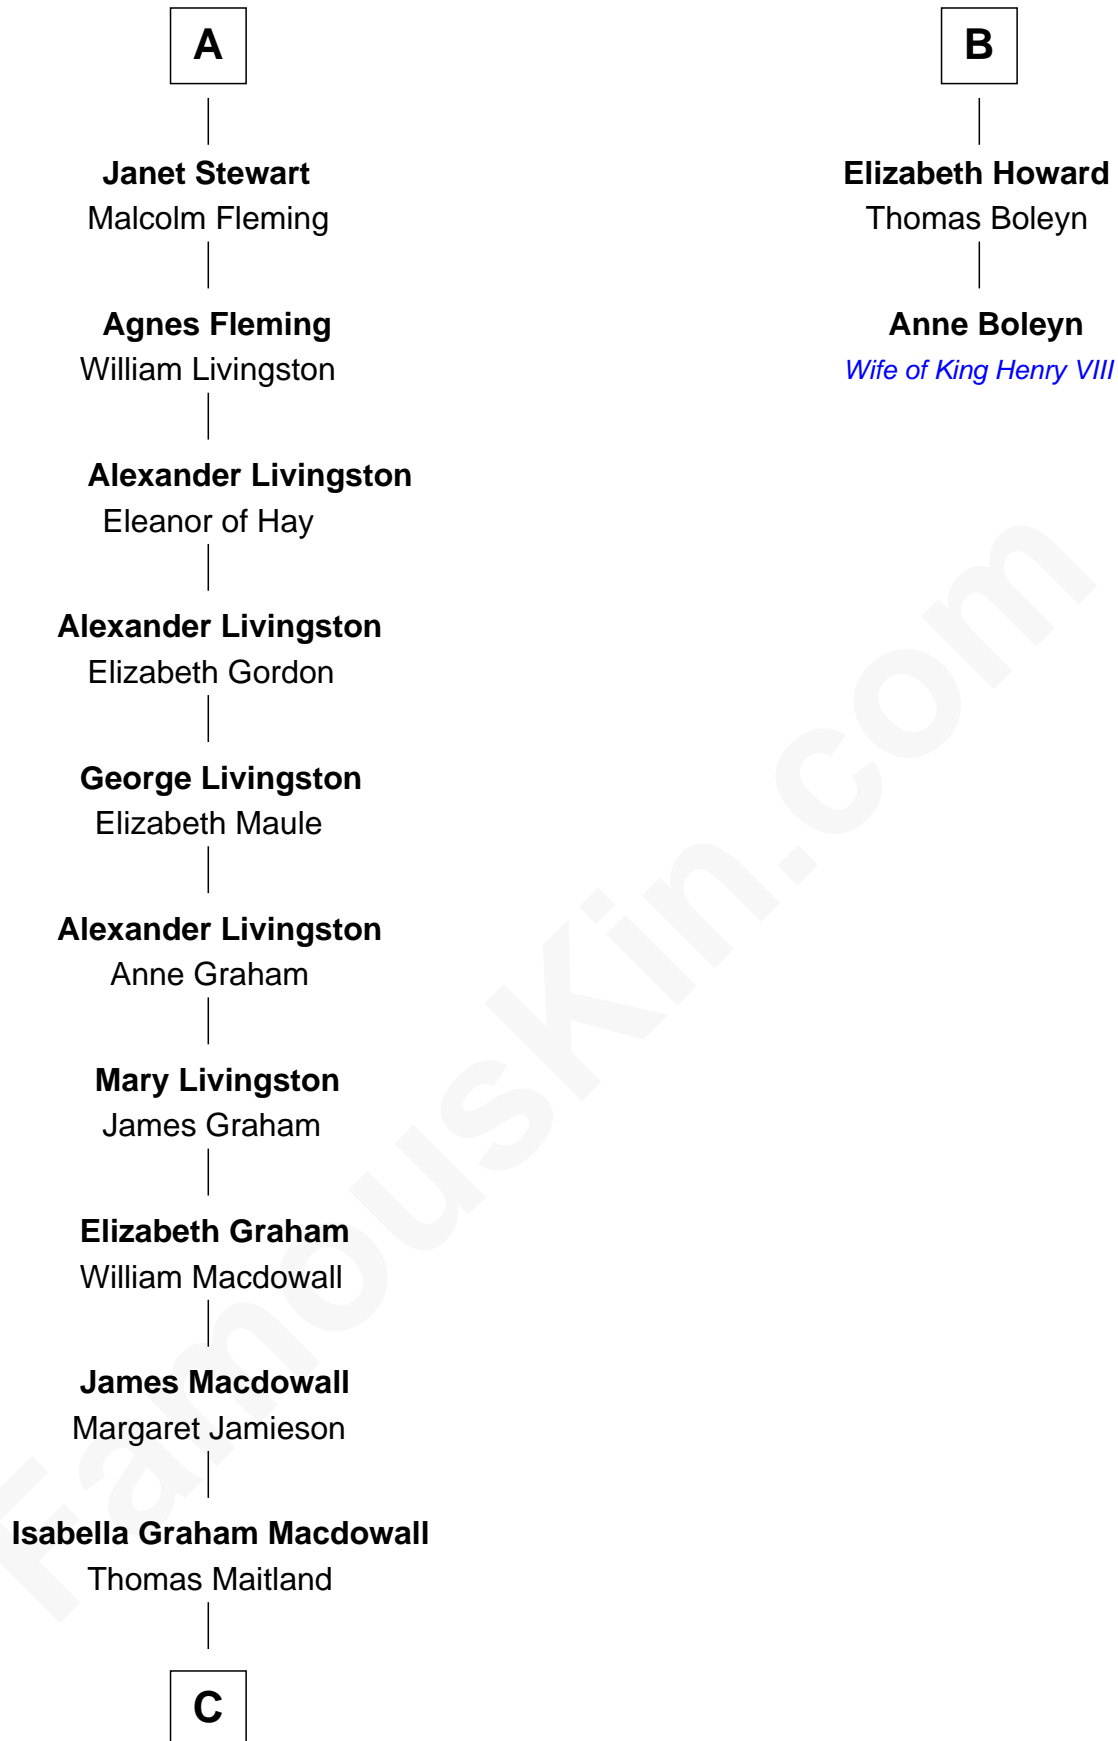 A
Janet Stewart
Malcolm Fleming
Agnes Fleming
William Livingston
Alexander Livingston
Eleanor of Hay
Alexander Livingston
Elizabeth Gordon
George Livingston
Elizabeth Maule
Alexander Livingston
Anne Graham
Mary Livingston
James Graham
Elizabeth Graham
William Macdowall
James Macdowall
Margaret Jamieson
Isabella Graham Macdowall
Thomas Maitland
C
B
Elizabeth Howard
Thomas Boleyn
Anne Boleyn
Wife of King Henry VIII
FamousKin.com